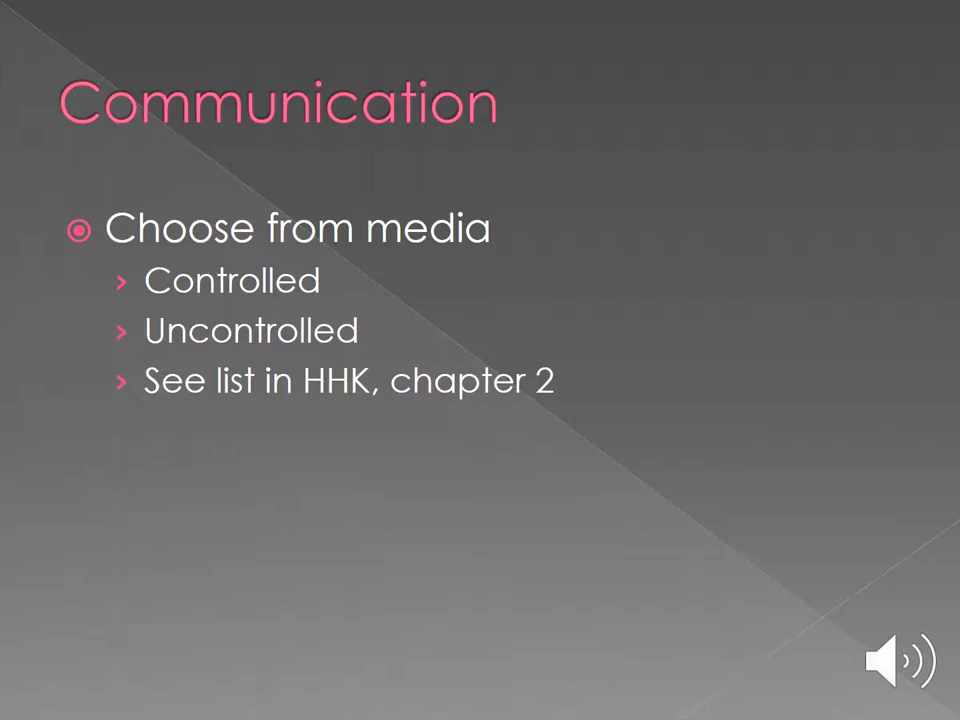 Communication
Choose from media
Controlled
Uncontrolled
See list in HHK, chapter 2